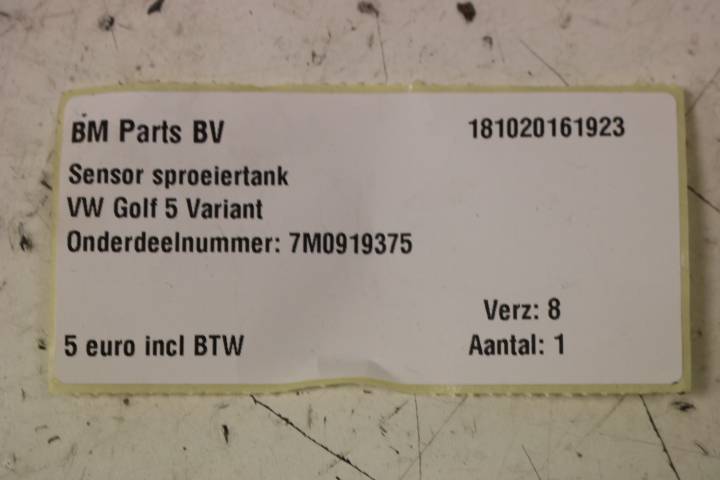 BM Parts BV 181020161923
Sensor sproeiertank
VW Golf 5 Variant
Onderdeelnummer: 7M0919375
Verz: 8
5 euro incl BTW Aantal: 1